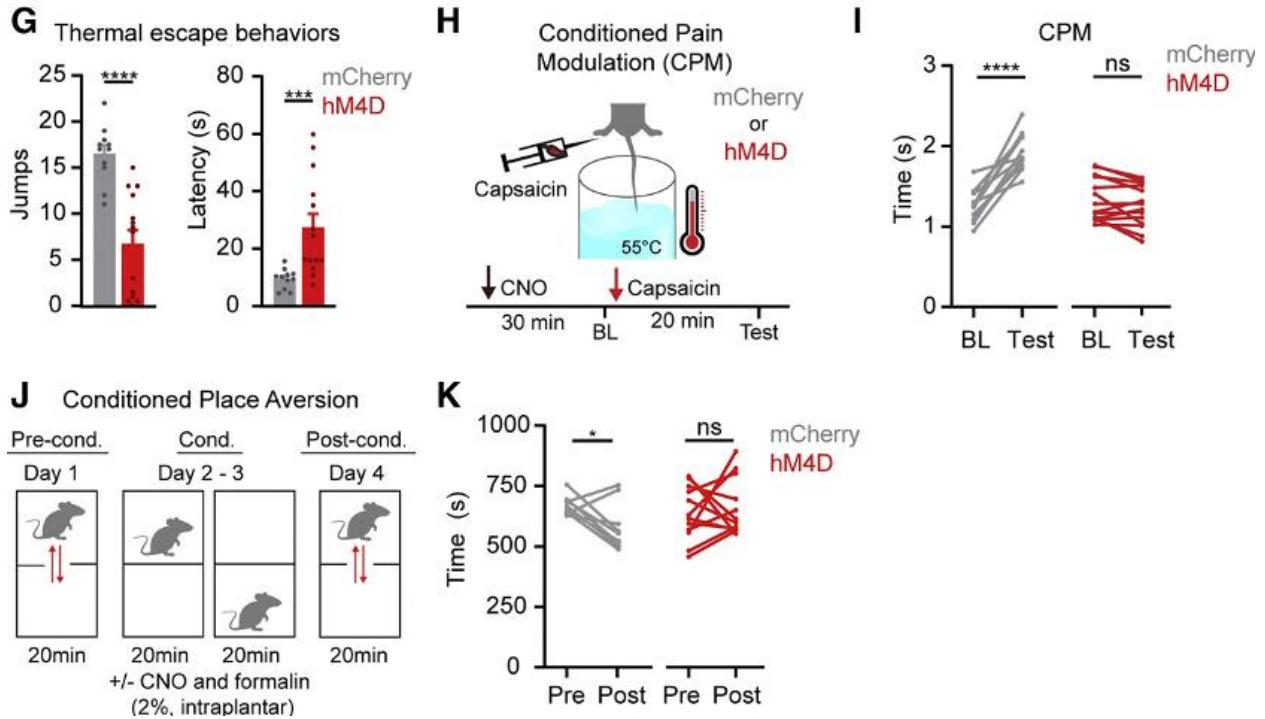 G Thermal escape behaviors
25
20
15
10
5
0
Jumps
****
80
60
40
20
0
Latency (s)
***
mCherry
hM4D
H Conditioned Pain
Modulation (CPM)
mCherry
or
hM4D
Capsaicin
55°C
CNO
Capsaicin
30 min
BL
20 min
Test
I CPM
mCherry
hM4D
3
2
1
0
Time (s)
****
ns
BL Test BL Test
J Conditioned Place Aversion
Pre-cond. Cond. Post-cond.
Day 1 Day 2 - 3 Day 4
20min 20min 20min 20min
+/- CNO and formalin
(2%, intraplantar)
K
1000
750
500
250
0
Time (s)
*
ns
mCherry
hM4D
Pre Post Pre Post